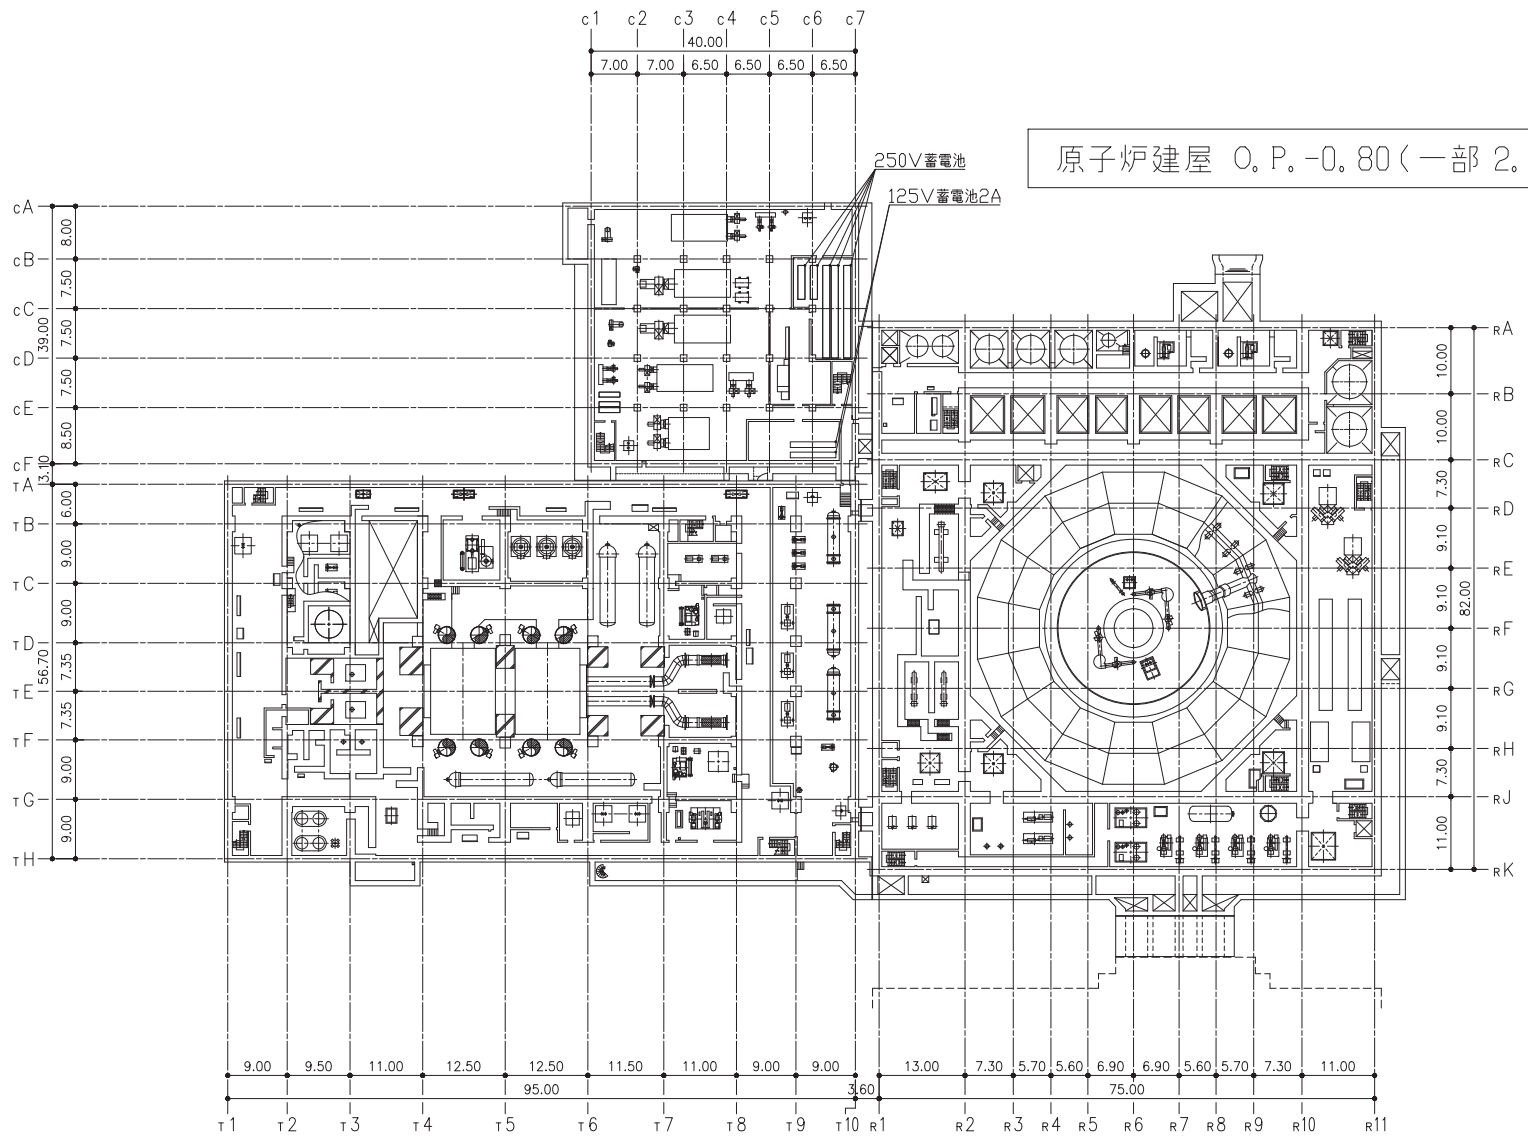 c1 c2 c3 c4 c5 c6 c7
40.00
7.00 7.00 6.50 6.50 6.50 6.50
原子炉建屋 O.P.-0.80(一部 2.
250V蓄電池
125V蓄電池2A
cA
cB
cC
cD
cE
cF
TA
TB
TC
TD
TE
TF
TG
TH
8.00
7.50
7.50
7.50
8.50
39.00
3.10
6.00
9.00
9.00
7.35
7.35
9.00
9.00
56.70
RA
RB
RC
RD
RE
RF
RG
RH
RJ
RK
10.00
10.00
7.30
9.10
9.10
9.10
9.10
7.30
11.00
82.00
9.00 9.50 11.00 12.50 12.50 11.50 11.00 9.00 9.00 13.00 7.30 5.70 5.60 6.90 6.90 5.60 5.70 7.30 11.00
95.00 3.60 75.00
T1 T2 T3 T4 T5 T6 T7 T8 T9 T10 R1 R2 R3 R4 R5 R6 R7 R8 R9 R10 R11